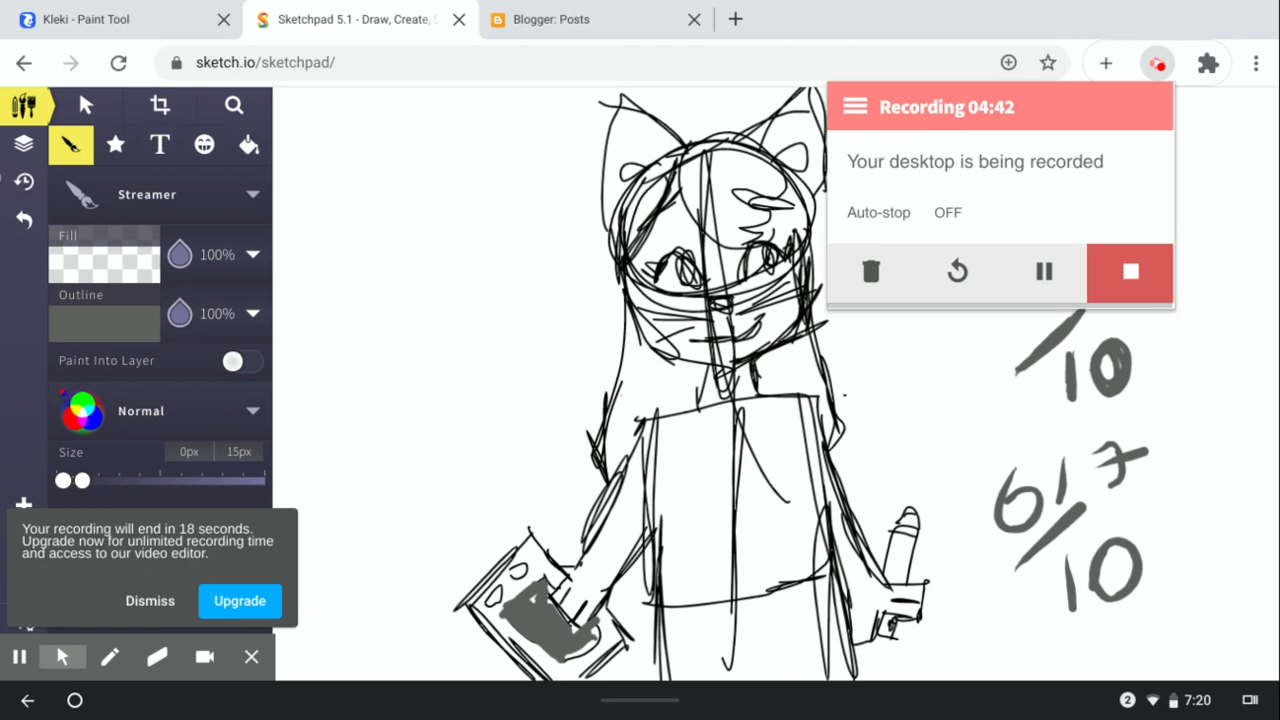 Kleki - Paint Tool
Sketchpad 5.1 - Draw, Create, S
Blogger: Posts
sketch.io/sketchpad/
Recording 04:42
Your desktop is being recorded
Auto-stop OFF
Streamer
Fill
100%
Outline
100%
Paint Into Layer
Normal
Size 0px 15px
Your recording will end in 18 seconds.
Upgrade now for unlimited recording time
and access to our video editor.
Dismiss Upgrade
/10
6/7
/10
2 7:20